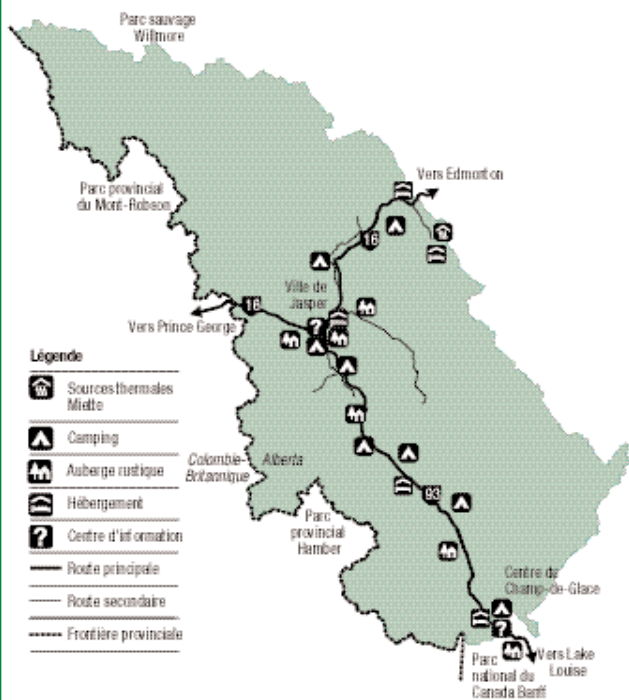 Parc sauvage
Willmore
Vers Edmonton
Parc provincial
du Mont-Robson
16
Ville de
Jasper
16
Vers Prince George
?
Légende
Sources thermales
Miette
Camping
Auberge rustique
Hébergement
? Centre d'information
Route principale
Route secondaire
Frontière provinciale
Colombie-
Britannique
Alberta
93
Parc
provincial
Hamber
Centre du
Champ-de-Glace
?
Parc
national du
Canada Banff
Vers Lake
Louise